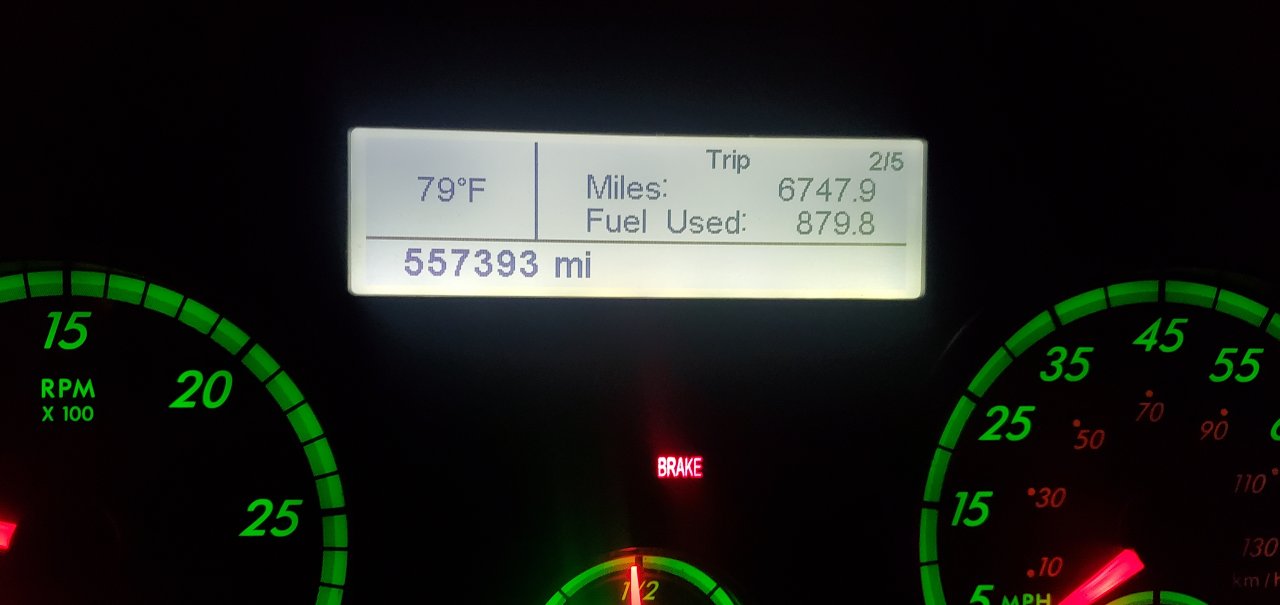 Trip 2/5
79°F Miles: 6747.9
Fuel Used: 879.8
557393 mi
15
RPM
X 100
20
25
BRAKE
1/2
5 MPH
15
25
35
45
55
.10
30
50
70
90
110
130
km/h